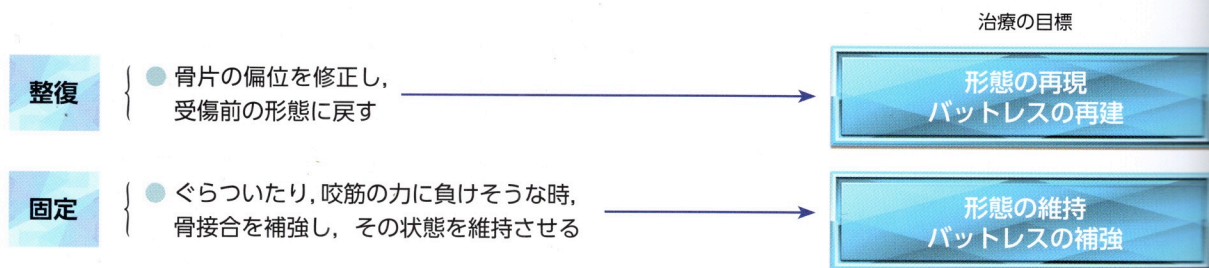 治療の目標
整復
● 骨片の偏位を修正し,
受傷前の形態に戻す
形態の再現
バットレスの再建
固定
● ぐらついたり,咬筋の力に負けそうな時,
骨接合を補強し, その状態を維持させる
形態の維持
バットレスの補強